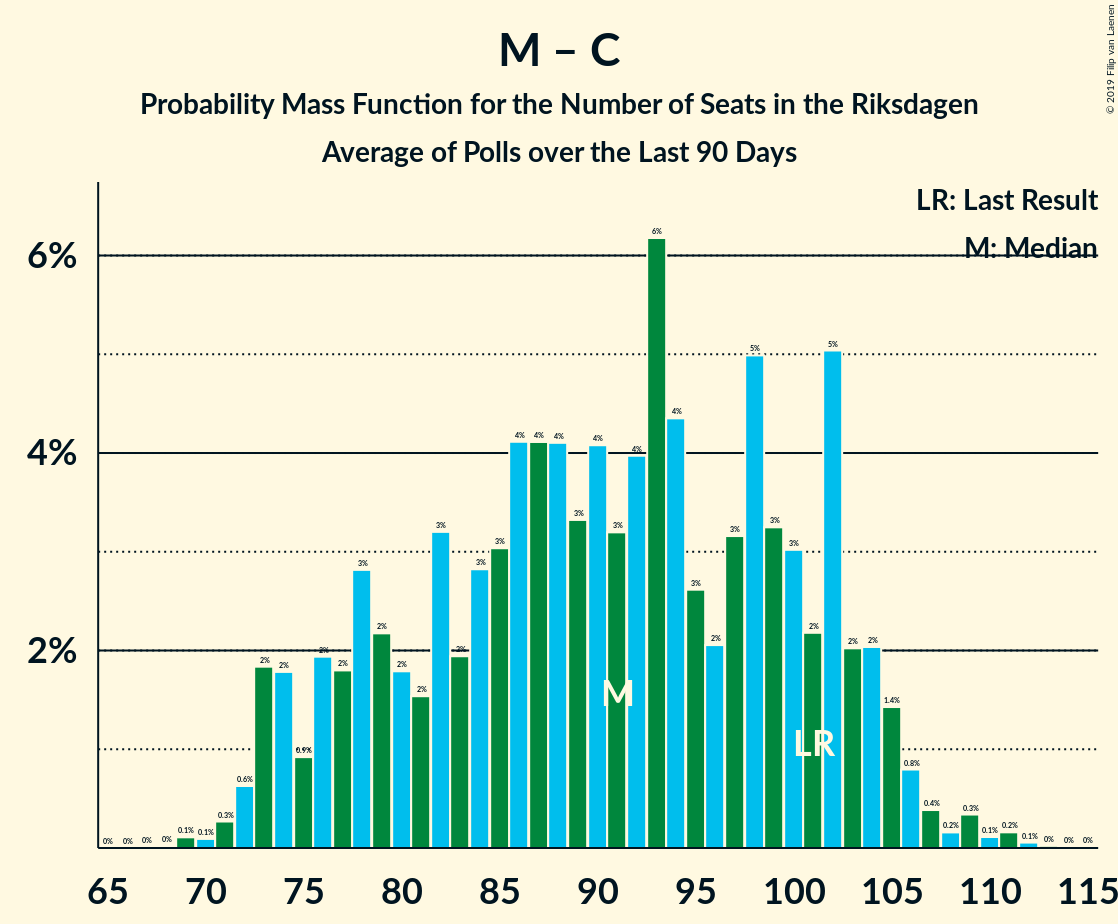 M – C
Probability Mass Function for the Number of Seats in the Riksdagen
Average of Polls over the Last 90 Days
© 2019 Filip van Laenen
LR: Last Result
M: Median
6%
4%
2%
0% 0% 0% 0% 0.1% 0.1% 0.3% 0.6% 2% 2% 0.9% 2% 2% 3% 2% 2% 2% 3% 2% 3% 3% 4% 4% 4% 3% 4% 3% 4% 6% 4% 3% 2% 3% 5% 3% 3% 2% 5% 2% 2% 1.4% 0.8% 0.4% 0.2% 0.3% 0.1% 0.2% 0.1% 0% 0% 0%
M
LR
65 70 75 80 85 90 95 100 105 110 115